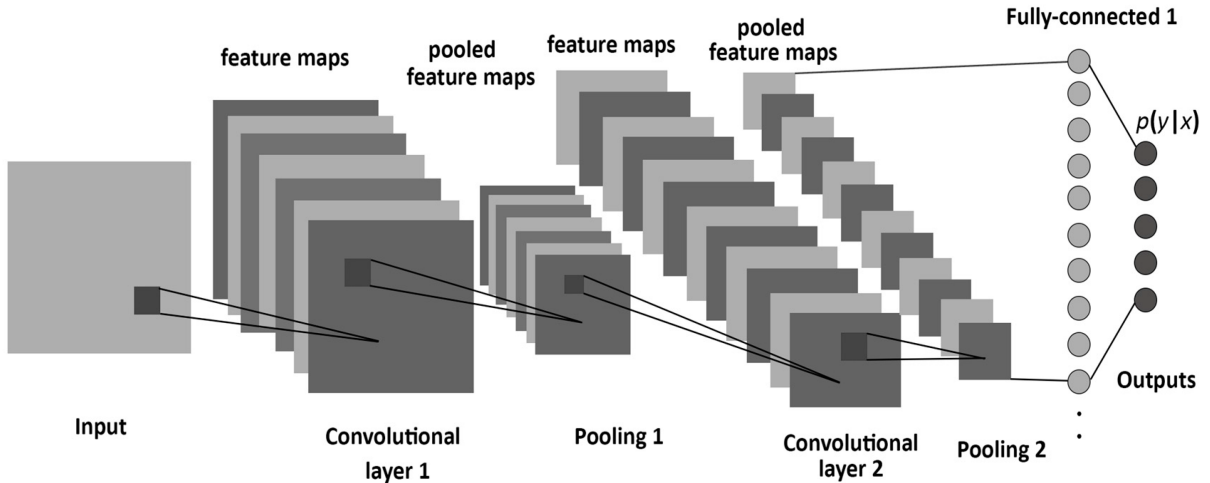 feature maps
pooled
feature maps
feature maps
pooled
feature maps
Fully-connected 1
p(y|x)
Outputs
Input
Convolutional
layer 1
Pooling 1
Convolutional
layer 2
Pooling 2